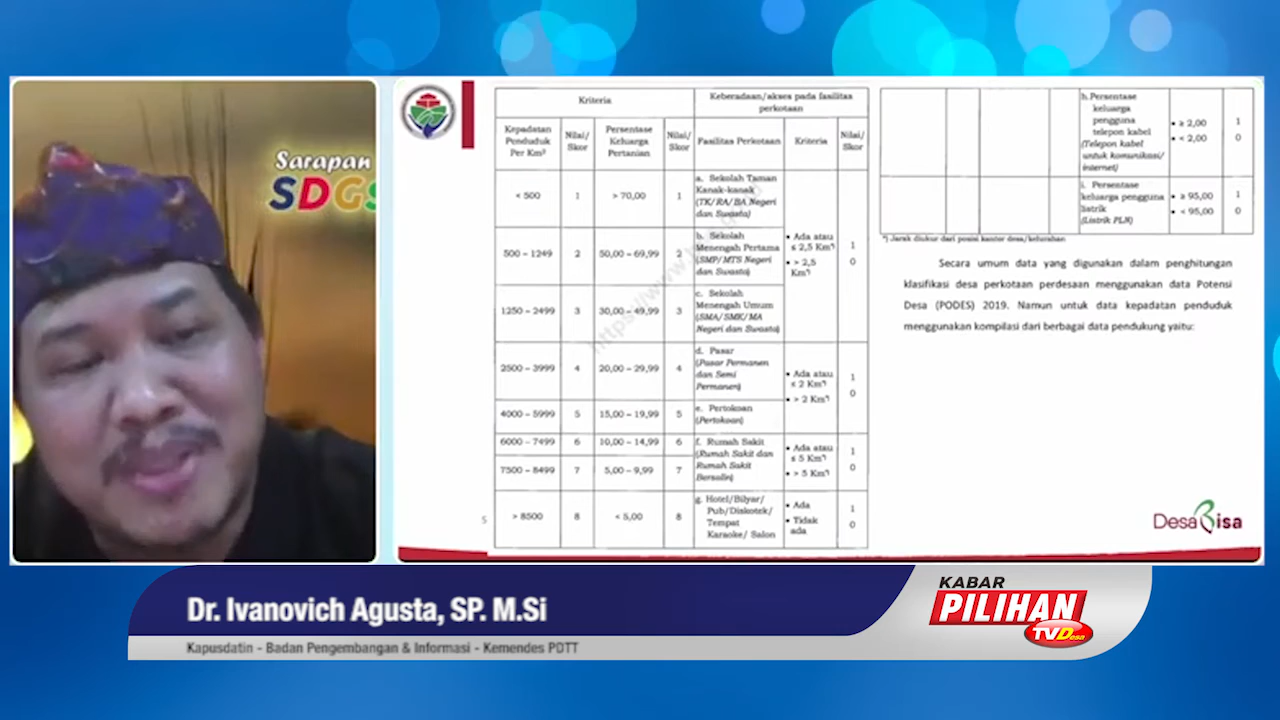 Sarapan
SDGs
Kriteria
Keberadaan/akses pada fasilitas
perkotaan
Kepadatan
Penduduk
Per Km²
Nilai/
Skor
Persentase
Keluarga
Pertanian
Nilai/
Skor
Fasilitas Perkotaan
Kriteria
Nilai/
Skor
< 500
1
> 70,00
1
a. Sekolah Taman
Kanak-kanak
(TK/RA/BA Negeri
dan Swasta)
500 – 1249
2
50,00 – 69,99
2
b. Sekolah
Menengah Pertama
(SMP/MTS Negeri
dan Swasta)
• Ada atau
≤ 2,5 Km*)
• > 2,5
Km*)
1
0
1250 – 2499
3
30,00 – 49,99
3
c. Sekolah
Menengah Umum
(SMA/SMK/MA
Negeri dan Swasta)
2500 – 3999
4
20,00 – 29,99
4
d. Pasar
(Pasar Permanen
dan Semi
Permanen)
• Ada atau
≤ 2 Km*)
• > 2 Km*)
1
0
4000 – 5999
5
15,00 – 19,99
5
e. Pertokoan
(Pertokoan)
6000 – 7499
6
10,00 – 14,99
6
f. Rumah Sakit
(Rumah Sakit dan
Rumah Sakit
Bersalin)
• Ada atau
≤ 5 Km*)
• > 5 Km*)
1
0
7500 – 8499
7
5,00 – 9,99
7
> 8500
8
< 5,00
8
g. Hotel/Bilyar/
Pub/Diskotek/
Tempat
Karaoke/ Salon
• Ada
• Tidak
ada
1
0
5
h. Persentase
keluarga
pengguna
telepon kabel
(Telepon kabel
untuk komunikasi/
internet)
• ≥ 2,00
• < 2,00
1
0
i. Persentase
keluarga pengguna
listrik
(Listrik PLN)
• ≥ 95,00
• < 95,00
1
0
*) Jarak diukur dari posisi kantor desa/kelurahan
Secara umum data yang digunakan dalam penghitungan
klasifikasi desa perkotaan perdesaan menggunakan data Potensi
Desa (PODES) 2019. Namun untuk data kepadatan penduduk
menggunakan kompilasi dari berbagai data pendukung yaitu:
Desa Bisa
Dr. Ivanovich Agusta, SP. M.Si
Kapusdatin - Badan Pengembangan & Informasi - Kemendes PDTT
KABAR
PILIHAN
TVDesa